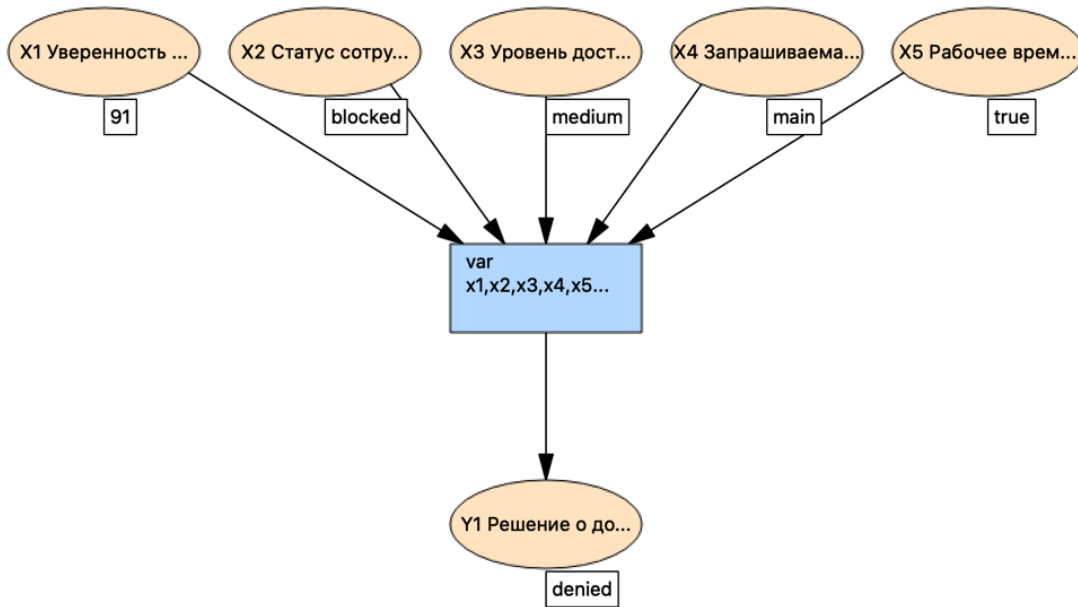 X1 Уверенность ...
X2 Статус сотру...
X3 Уровень дост...
X4 Запрашиваема...
X5 Рабочее врем...
91
blocked
medium
main
true
var
x1,x2,x3,x4,x5...
Y1 Решение о до...
denied